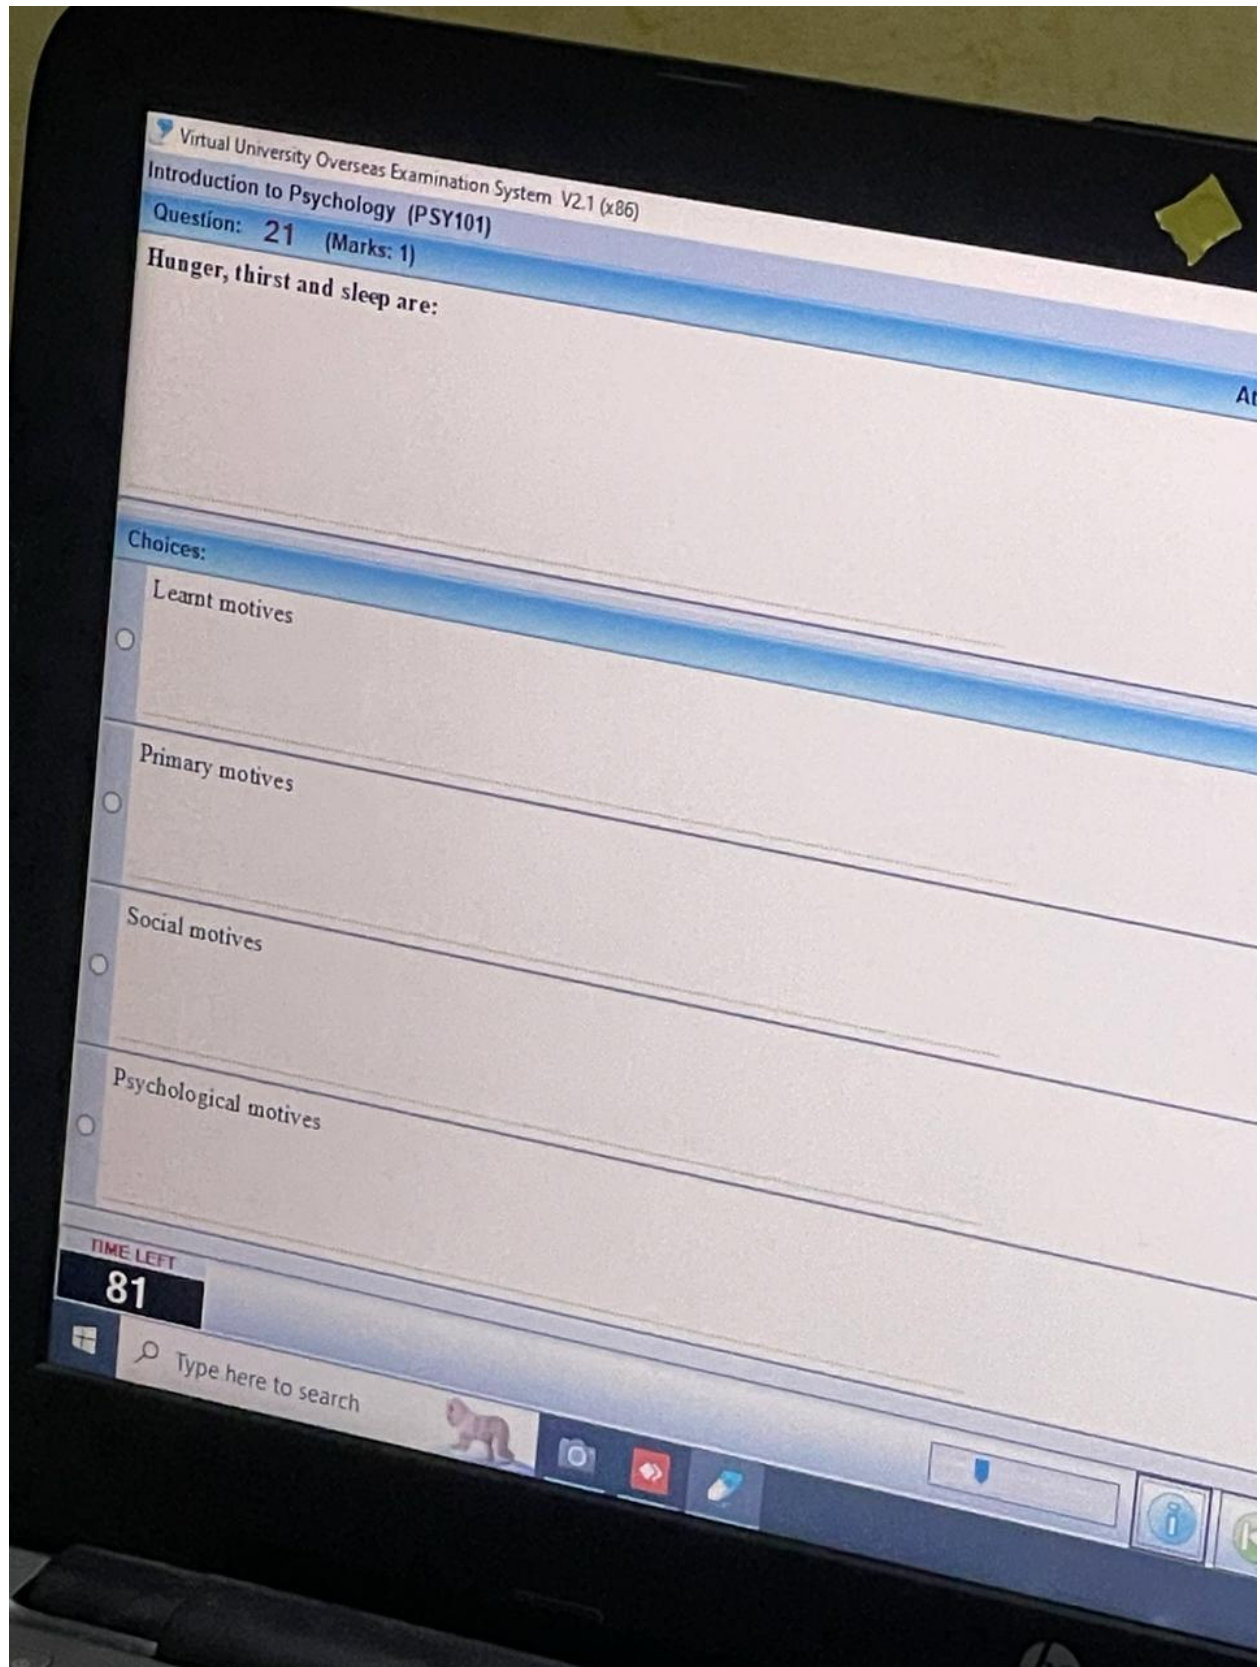 Virtual University Overseas Examination System V2.1 (x86)
Introduction to Psychology (PSY101)
Question: 21 (Marks: 1)
Hunger, thirst and sleep are:
Choices:
Learnt motives
Primary motives
Social motives
Psychological motives
TIME LEFT
81
Type here to search